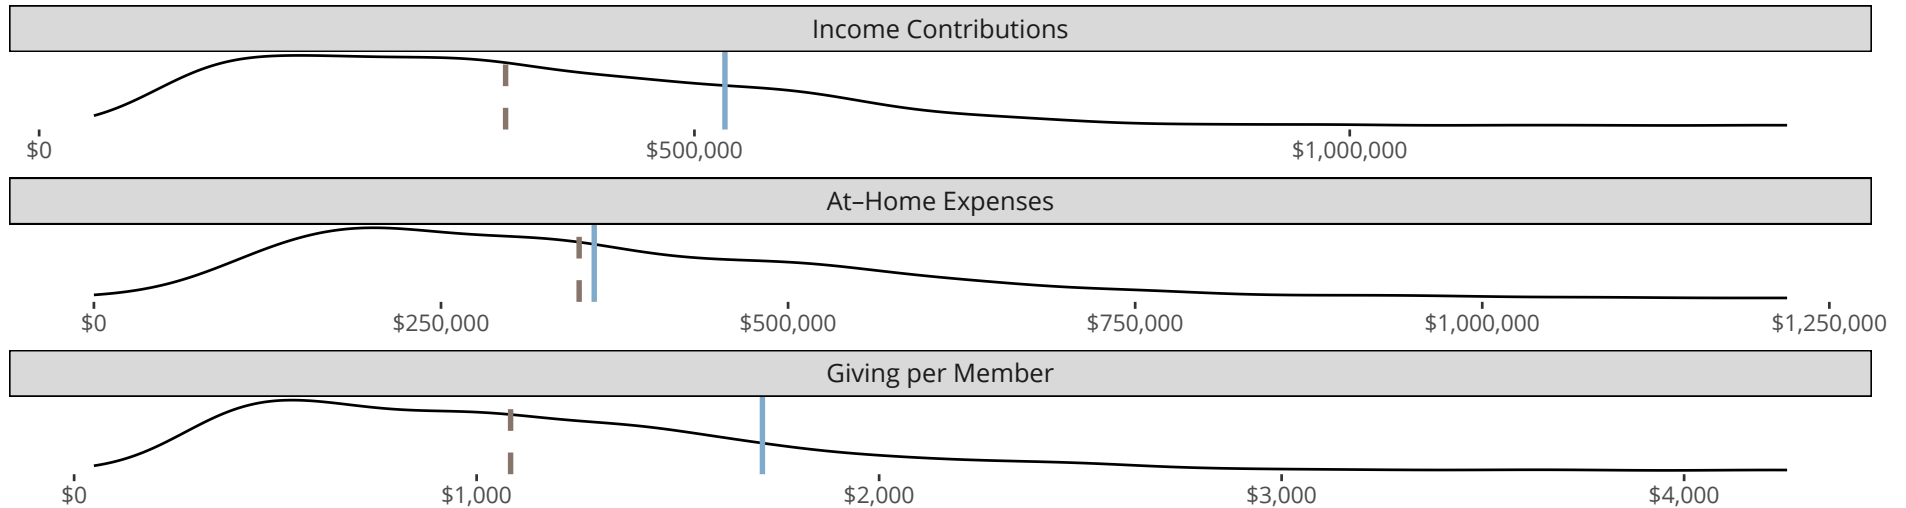 Income Contributions
$0 $500,000 $1,000,000
At–Home Expenses
$0 $250,000 $500,000 $750,000 $1,000,000 $1,250,000
Giving per Member
$0 $1,000 $2,000 $3,000 $4,000